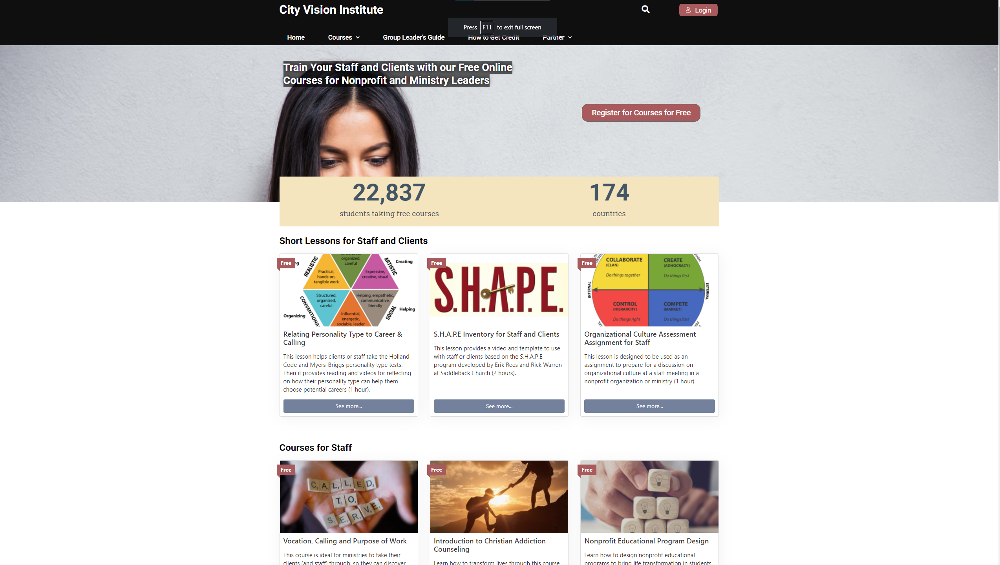 City Vision Institute
Login
Press F11 to exit full screen
Home
Courses
Group Leader's Guide
How to Get Credit
Partner
Train Your Staff and Clients with our Free Online
Courses for Nonprofit and Ministry Leaders
Register for Courses for Free
22,837
students taking free courses
174
countries
Short Lessons for Staff and Clients
Free
REALISTIC
organized,
careful
ARTISTIC
Creating
Practical,
hands-on,
tangible work
Expressive,
creative, visual
Structured,
organized,
careful
Helping, empathetic,
communicative,
friendly
CONVENTIONA
SOCIAL
Helping
Organizing
Influential,
energetic,
sociable, leader
Relating Personality Type to Career &
Calling
This lesson helps clients or staff take the Holland
Code and Myers-Briggs personality type tests.
Then it provides reading and videos for reflecting
on how their personality type can help them
choose potential careers (1 hour).
See more...
Free
S.H.A.P.E.
S.H.A.P.E Inventory for Staff and Clients
This lesson provides a video and template to use
with staff or clients based on the S.H.A.P.E
program developed by Erik Rees and Rick Warren
at Saddleback Church (2 hours).
See more...
Free
COLLABORATE
(CLAN)
Do things together
CREATE
(ADHOCRACY)
Do things first
INTERNAL
EXTERNAL
CONTROL
(HIERARCHY)
Do things right
COMPETE
(MARKET)
Do things fast
Organizational Culture Assessment
Assignment for Staff
This lesson is designed to be used as an
assignment to prepare for a discussion on
organizational culture at a staff meeting in a
nonprofit organization or ministry (1 hour).
See more...
Courses for Staff
Free
CALLED
TO
SERVE
Vocation, Calling and Purpose of Work
This course is ideal for ministries to take their
clients (and staff) through, so they can discover
Free
Introduction to Christian Addiction
Counseling
Learn how to transform lives through this course
Free
Nonprofit Educational Program Design
Learn how to design nonprofit educational
programs to bring life transformation in students.